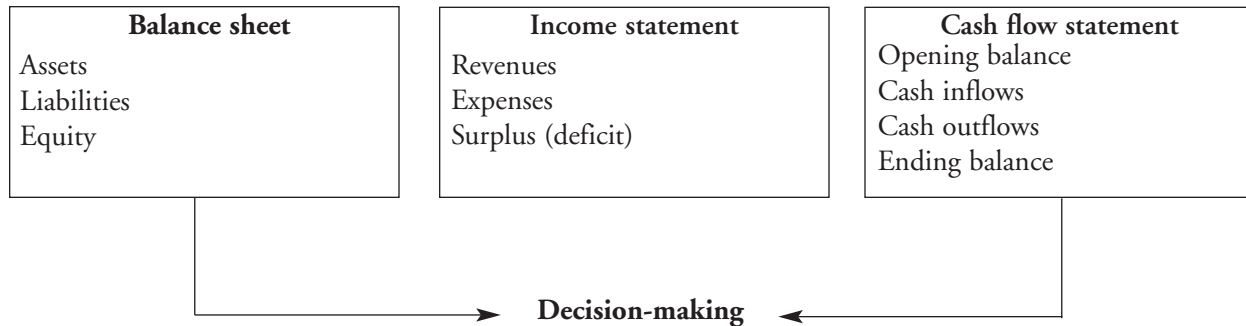 Balance sheet
Assets
Liabilities
Equity
Income statement
Revenues
Expenses
Surplus (deficit)
Cash flow statement
Opening balance
Cash inflows
Cash outflows
Ending balance
Decision-making